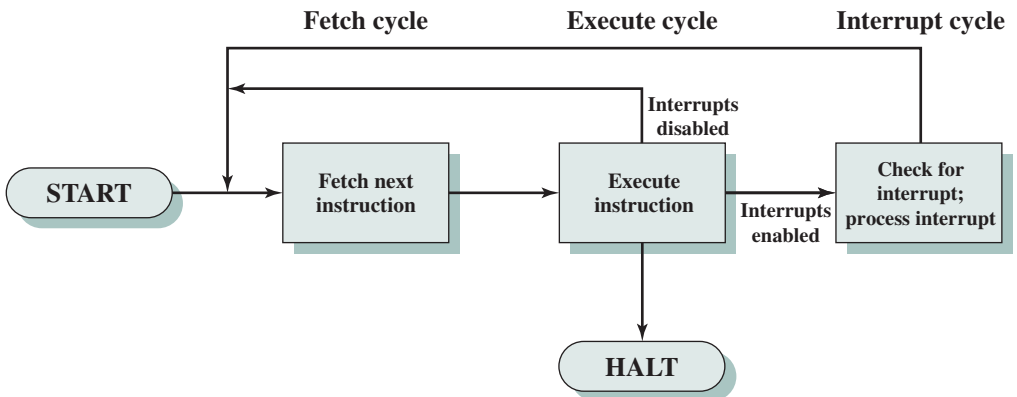 Fetch cycle
Execute cycle
Interrupt cycle
Interrupts
disabled
START
Fetch next
instruction
Execute
instruction
Interrupts
enabled
Check for
interrupt;
process interrupt
HALT